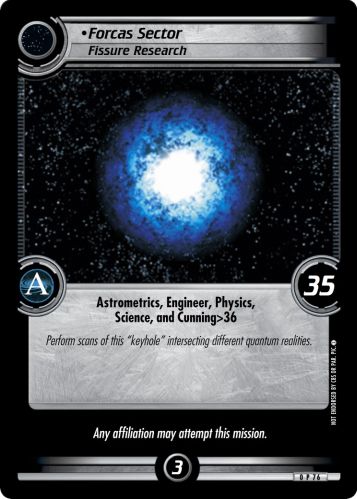 •Forcas Sector
Fissure Research
A
35
Astrometrics, Engineer, Physics,
Science, and Cunning>36
Perform scans of this “keyhole” intersecting different quantum realities.
NOT ENDORSED BY CBS OR PAR. PIC.
Any affiliation may attempt this mission.
3
0 P 76